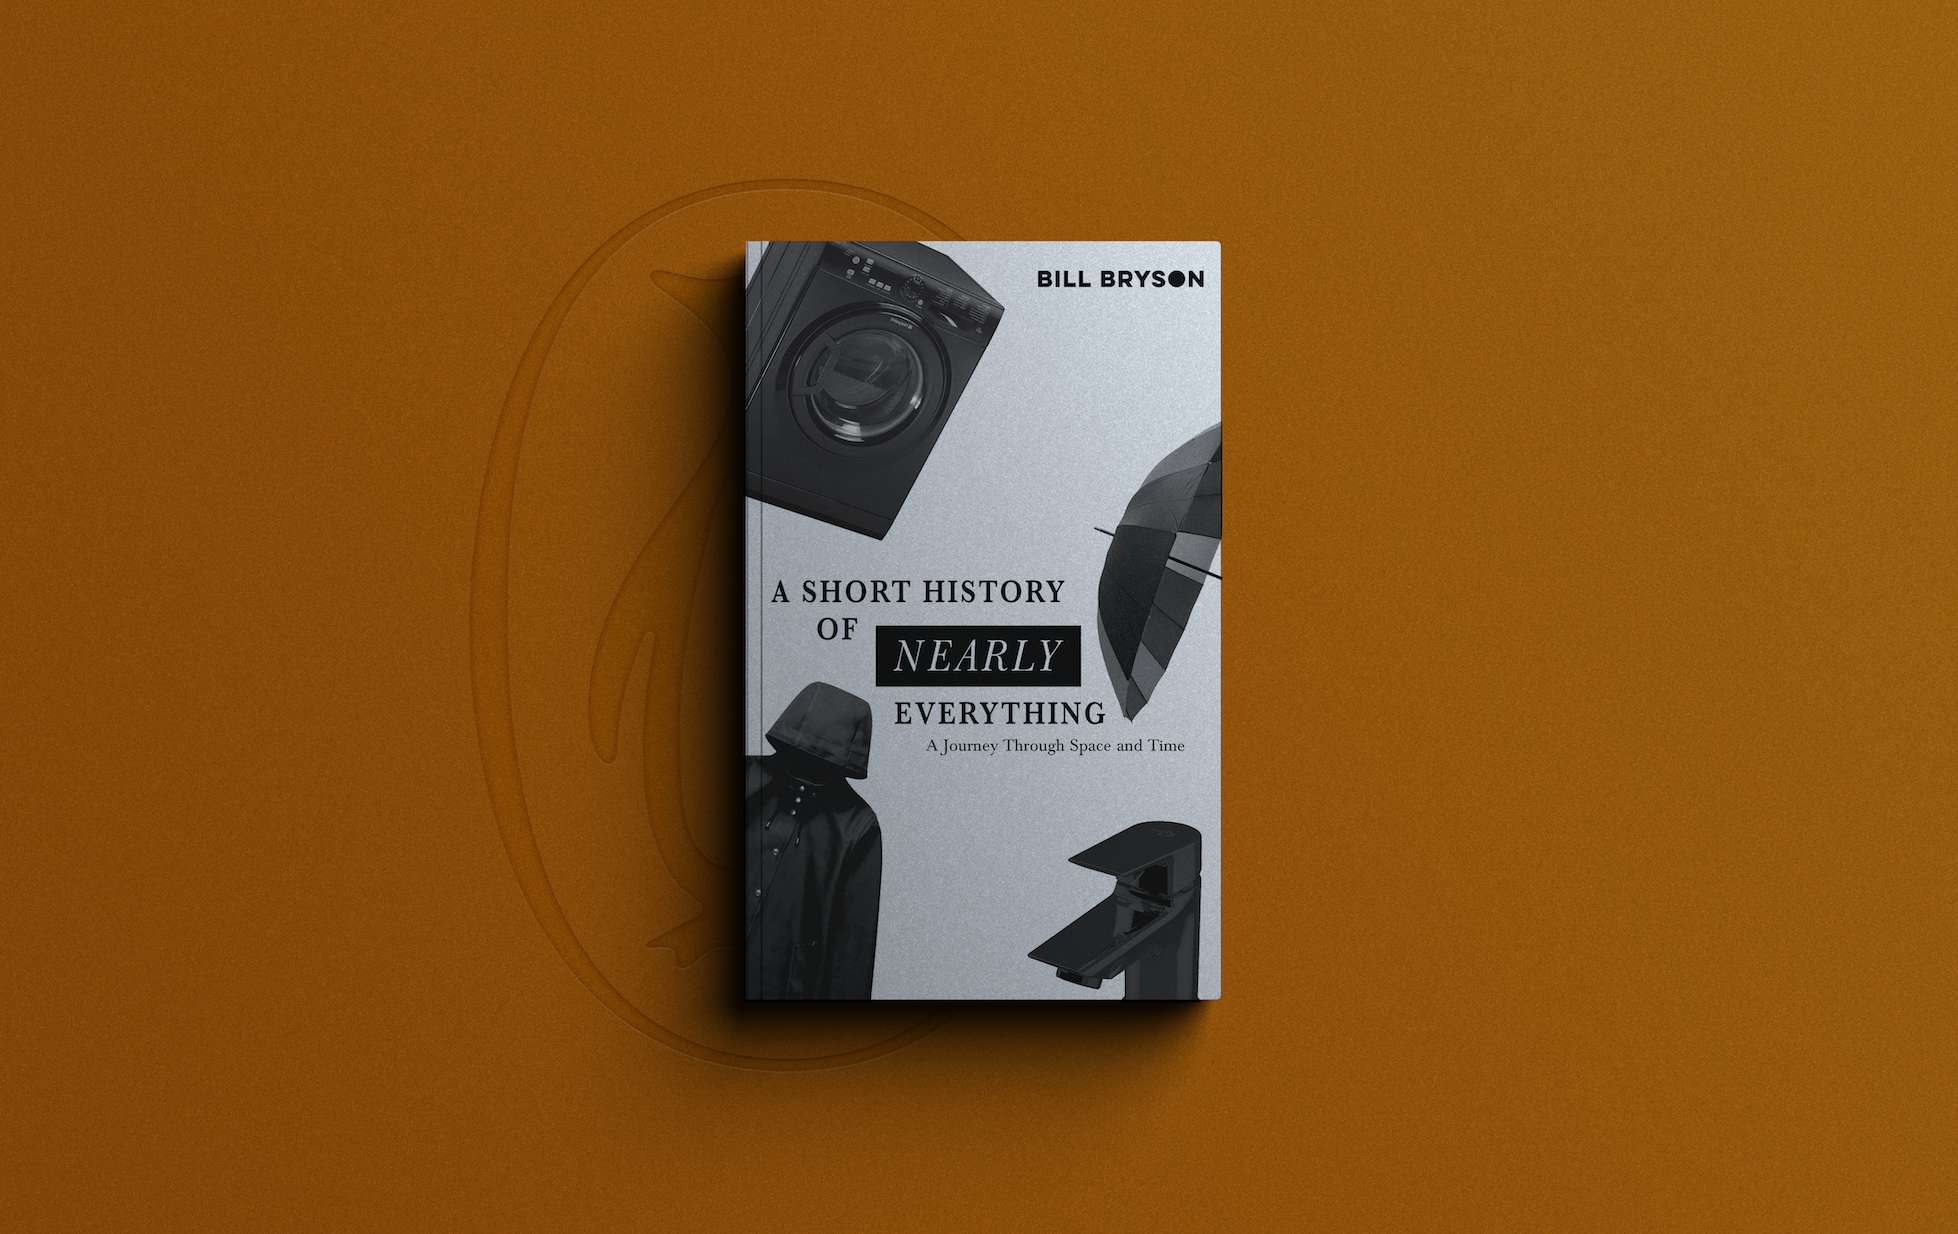 BILL BRYSON
A SHORT HISTORY
OF NEARLY
EVERYTHING
A Journey Through Space and Time